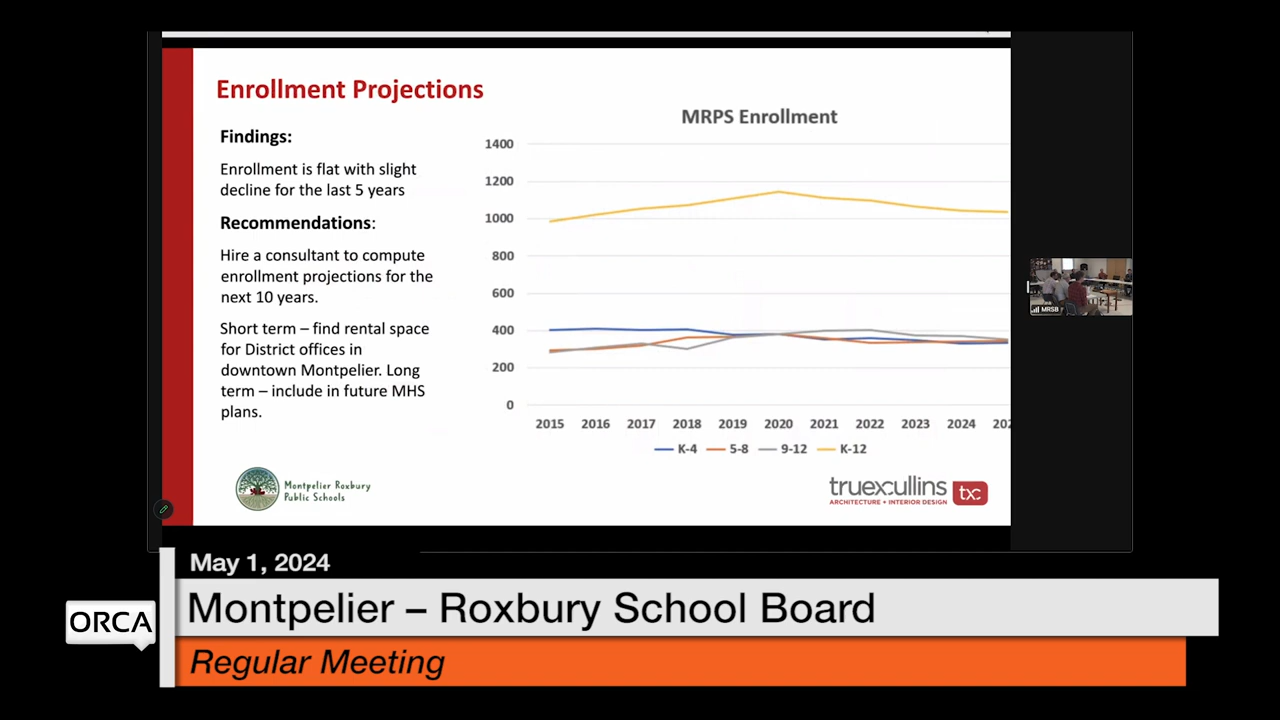 Enrollment Projections
Findings:
Enrollment is flat with slight
decline for the last 5 years
Recommendations:
Hire a consultant to compute
enrollment projections for the
next 10 years.
Short term – find rental space
for District offices in
downtown Montpelier. Long
term – include in future MHS
plans.
MRPS Enrollment
1400
1200
1000
800
600
400
200
0
2015 2016 2017 2018 2019 2020 2021 2022 2023 2024 202
K-4 5-8 9-12 K-12
Montpelier Roxbury
Public Schools
truexcullins
ARCHITECTURE + INTERIOR DESIGN
txc
MRSB
May 1, 2024
ORCA
Montpelier – Roxbury School Board
Regular Meeting